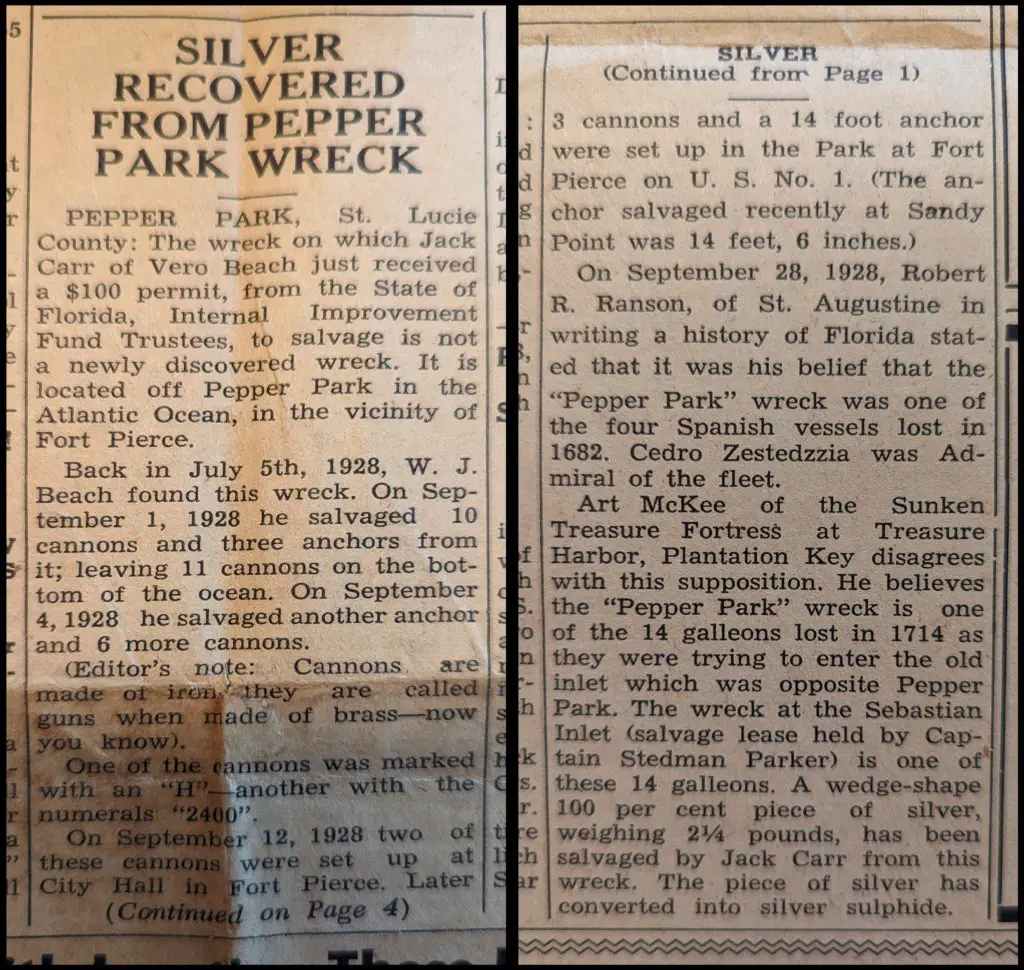 SILVER
RECOVERED
FROM PEPPER
PARK WRECK
PEPPER PARK, St. Lucie
County: The wreck on which Jack
Carr of Vero Beach just received
a $100 permit, from the State of
Florida, Internal Improvement
Fund Trustees, to salvage is not
a newly discovered wreck. It is
located off Pepper Park in the
Atlantic Ocean, in the vicinity of
Fort Pierce.
Back in July 5th, 1928, W. J.
Beach found this wreck. On Sep-
tember 1, 1928 he salvaged 10
cannons and three anchors from
it; leaving 11 cannons on the bot-
tom of the ocean. On September
4, 1928 he salvaged another anchor
and 6 more cannons.
(Editor's note: Cannons are
made of iron they are called
guns when made of brass—now
you know).
One of the cannons was marked
with an "H"—another with the
numerals "2400".
On September 12, 1928 two of
these cannons were set up at
City Hall in Fort Pierce. Later
(Continued on Page 4)
SILVER
(Continued from Page 1)
3 cannons and a 14 foot anchor
were set up in the Park at Fort
Pierce on U. S. No. 1. (The an-
chor salvaged recently at Sandy
Point was 14 feet, 6 inches.)
On September 28, 1928, Robert
R. Ranson, of St. Augustine in
writing a history of Florida stat-
ed that it was his belief that the
"Pepper Park" wreck was one of
the four Spanish vessels lost in
1682. Cedro Zestedzzia was Ad-
miral of the fleet.
Art McKee of the Sunken
Treasure Fortress at Treasure
Harbor, Plantation Key disagrees
with this supposition. He believes
the "Pepper Park" wreck is one
of the 14 galleons lost in 1714 as
they were trying to enter the old
inlet which was opposite Pepper
Park. The wreck at the Sebastian
Inlet (salvage lease held by Cap-
tain Stedman Parker) is one of
these 14 galleons. A wedge-shape
100 per cent piece of silver,
weighing 2¼ pounds, has been
salvaged by Jack Carr from this
wreck. The piece of silver has
converted into silver sulphide.